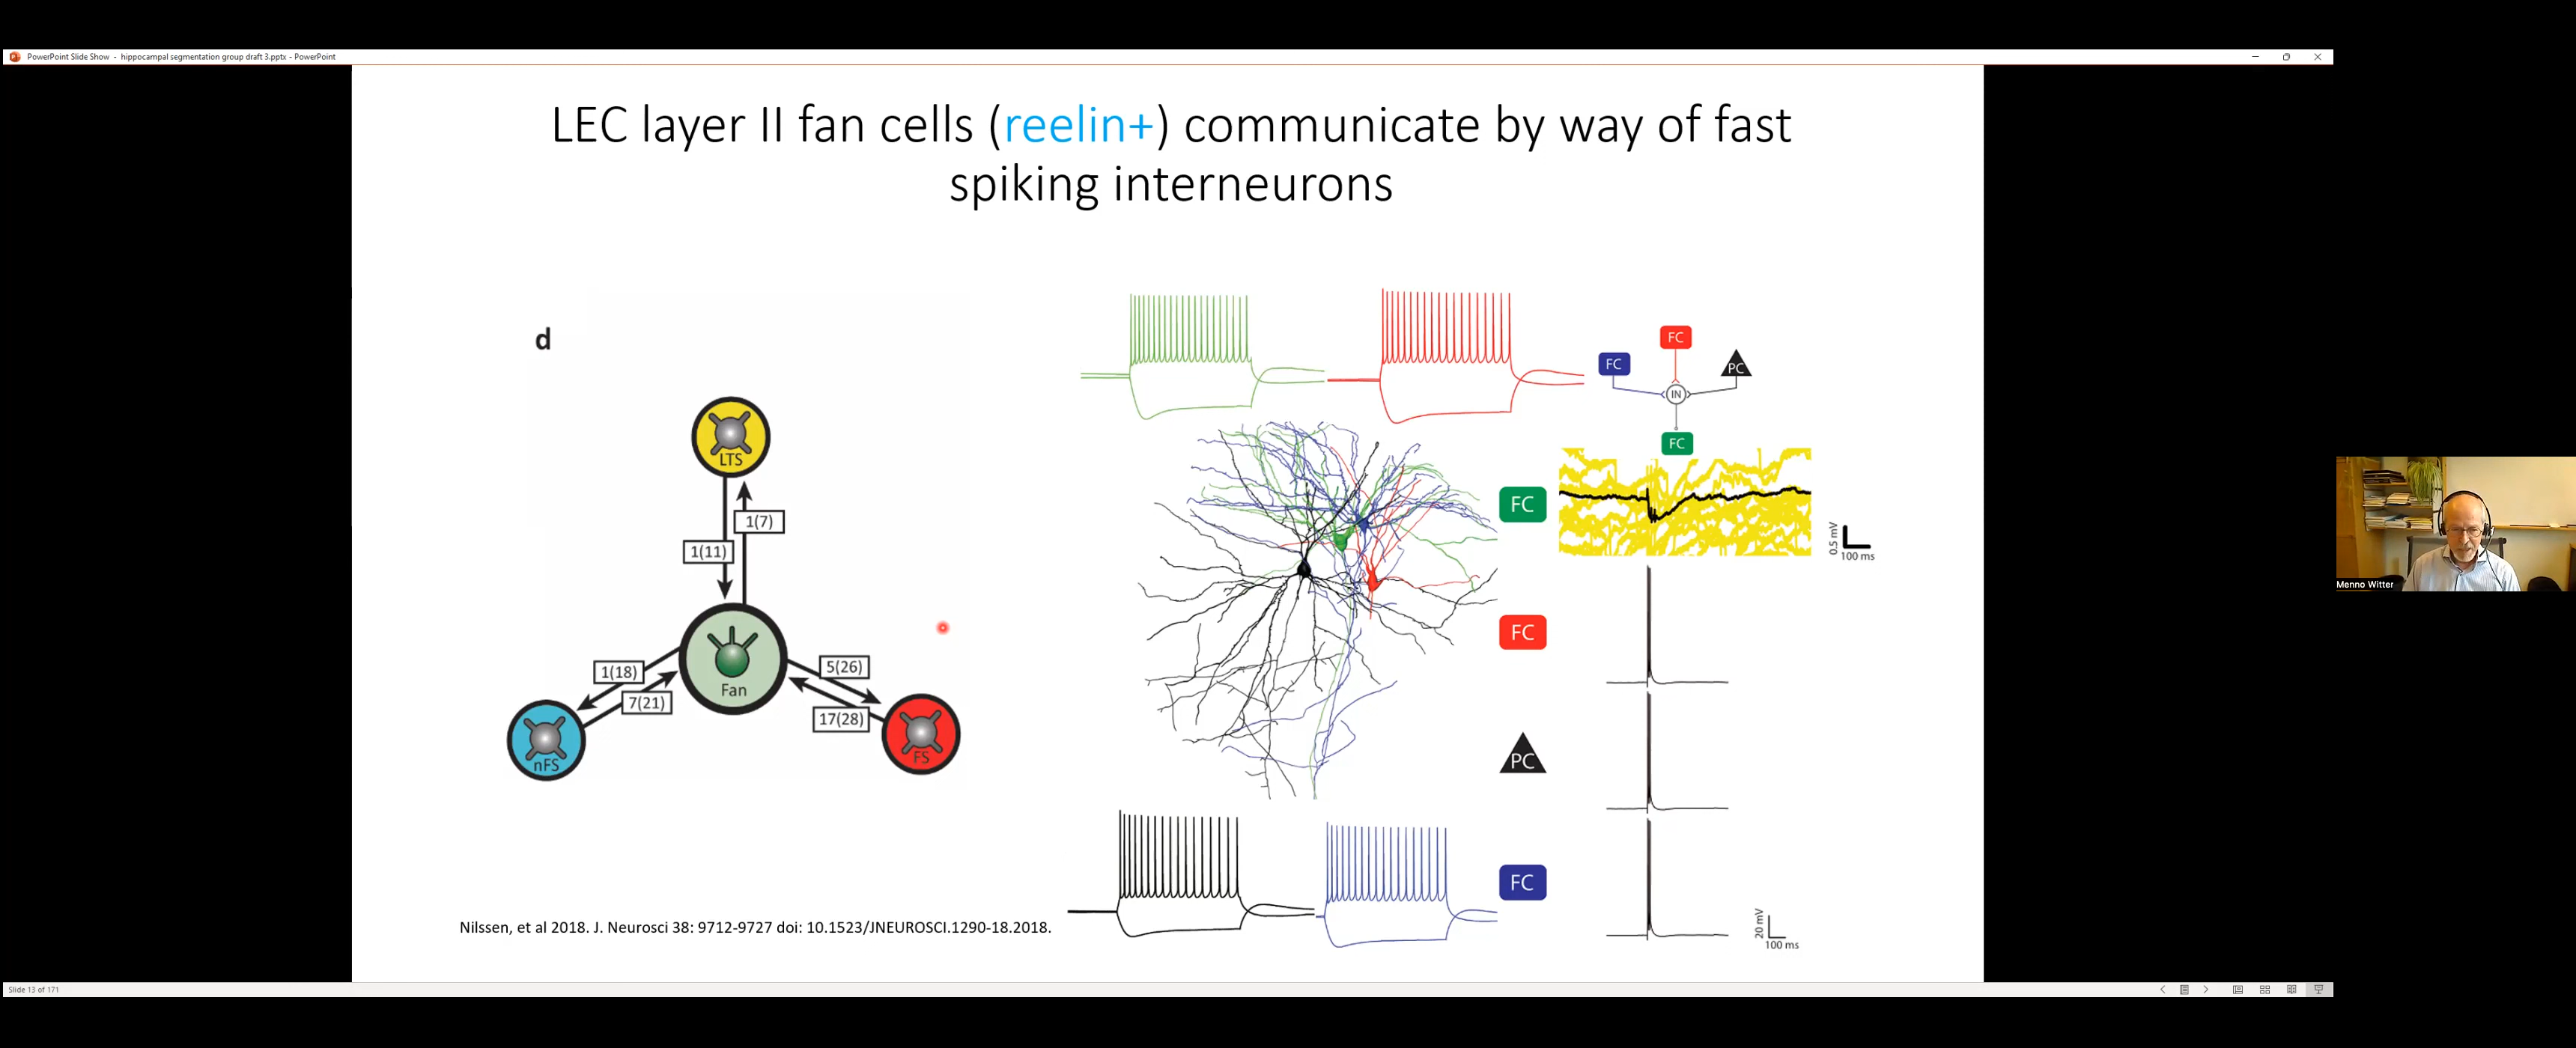 PowerPoint Slide Show - hippocampal segmentation group draft 3.pptx - PowerPoint
LEC layer II fan cells (reelin+) communicate by way of fast
spiking interneurons
d
LTS
1(7)
1(11)
Fan
1(18)
7(21)
5(26)
17(28)
nFS
FS
FC
FC
PC
IN
FC
FC
0.5 mV
100 ms
FC
PC
FC
20 mV
100 ms
Nilssen, et al 2018. J. Neurosci 38: 9712-9727 doi: 10.1523/JNEUROSCI.1290-18.2018.
Menno Witter
Slide 13 of 171